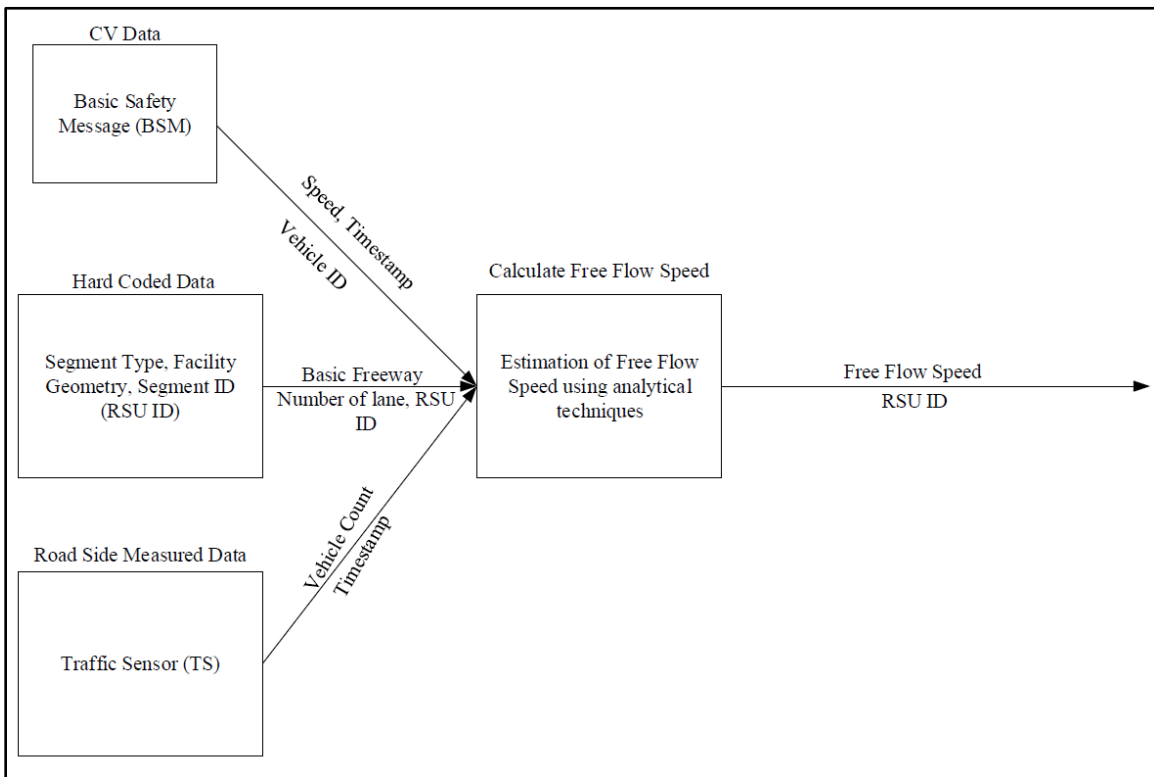 CV Data
Basic Safety
Message (BSM)
Speed, Timestamp
Vehicle ID
Hard Coded Data
Segment Type, Facility
Geometry, Segment ID
(RSU ID)
Basic Freeway
Number of lane, RSU
ID
Calculate Free Flow Speed
Estimation of Free Flow
Speed using analytical
techniques
Free Flow Speed
RSU ID
Vehicle Count
Timestamp
Road Side Measured Data
Traffic Sensor (TS)